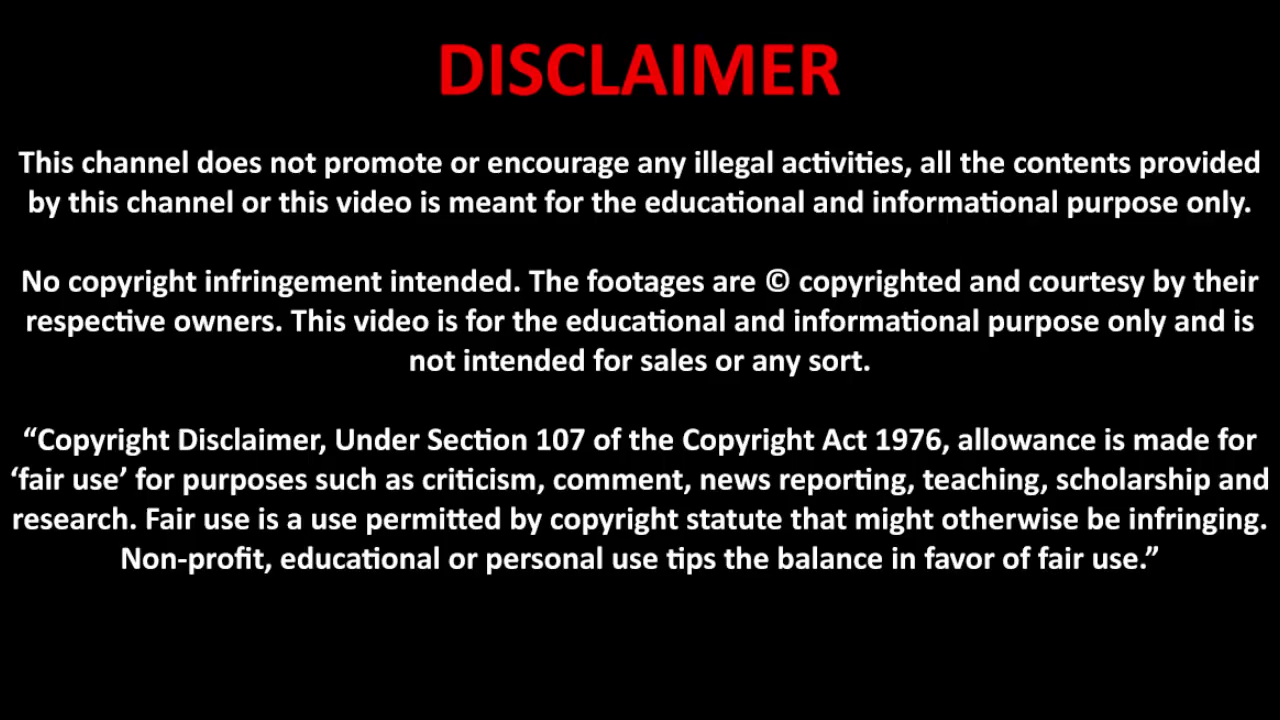 DISCLAIMER
This channel does not promote or encourage any illegal activities, all the contents provided
by this channel or this video is meant for the educational and informational purpose only.
No copyright infringement intended. The footages are © copyrighted and courtesy by their
respective owners. This video is for the educational and informational purpose only and is
not intended for sales or any sort.
“Copyright Disclaimer, Under Section 107 of the Copyright Act 1976, allowance is made for
‘fair use’ for purposes such as criticism, comment, news reporting, teaching, scholarship and
research. Fair use is a use permitted by copyright statute that might otherwise be infringing.
Non-profit, educational or personal use tips the balance in favor of fair use.”